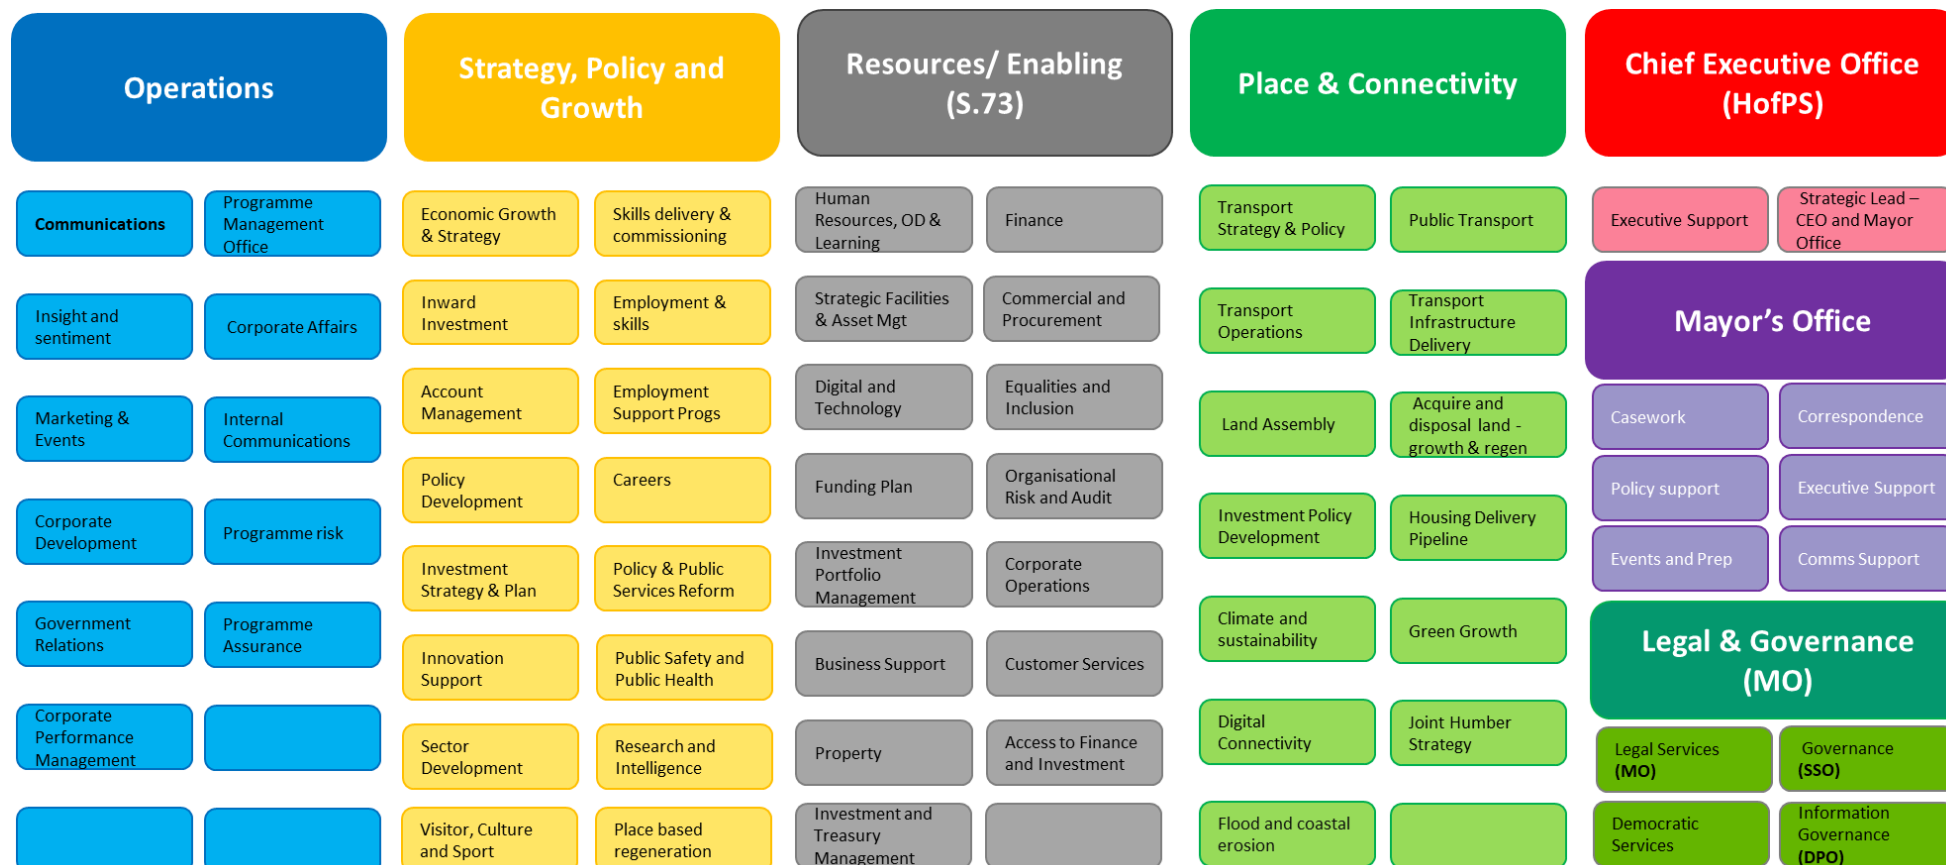 Operations
Communications
Programme
Management
Office
Insight and
sentiment
Corporate Affairs
Marketing &
Events
Internal
Communications
Corporate
Development
Programme risk
Government
Relations
Programme
Assurance
Corporate
Performance
Management
Strategy, Policy and
Growth
Economic Growth
& Strategy
Skills delivery &
commissioning
Inward
Investment
Employment &
skills
Account
Management
Employment
Support Progs
Policy
Development
Careers
Investment
Strategy & Plan
Policy & Public
Services Reform
Innovation
Support
Public Safety and
Public Health
Sector
Development
Research and
Intelligence
Visitor, Culture
and Sport
Place based
regeneration
Resources/ Enabling
(S.73)
Human
Resources, OD &
Learning
Finance
Strategic Facilities
& Asset Mgt
Commercial and
Procurement
Digital and
Technology
Equalities and
Inclusion
Funding Plan
Organisational
Risk and Audit
Investment
Portfolio
Management
Corporate
Operations
Business Support
Customer Services
Property
Access to Finance
and Investment
Investment and
Treasury
Management
Place & Connectivity
Transport
Strategy & Policy
Public Transport
Transport
Operations
Transport
Infrastructure
Delivery
Land Assembly
Acquire and
disposal land -
growth & regen
Investment Policy
Development
Housing Delivery
Pipeline
Climate and
sustainability
Green Growth
Digital
Connectivity
Joint Humber
Strategy
Flood and coastal
erosion
Chief Executive Office
(HofPS)
Executive Support
Strategic Lead –
CEO and Mayor
Office
Mayor's Office
Casework
Correspondence
Policy support
Executive Support
Events and Prep
Comms Support
Legal & Governance
(MO)
Legal Services
(MO)
Governance
(SSO)
Democratic
Services
Information
Governance
(DPO)